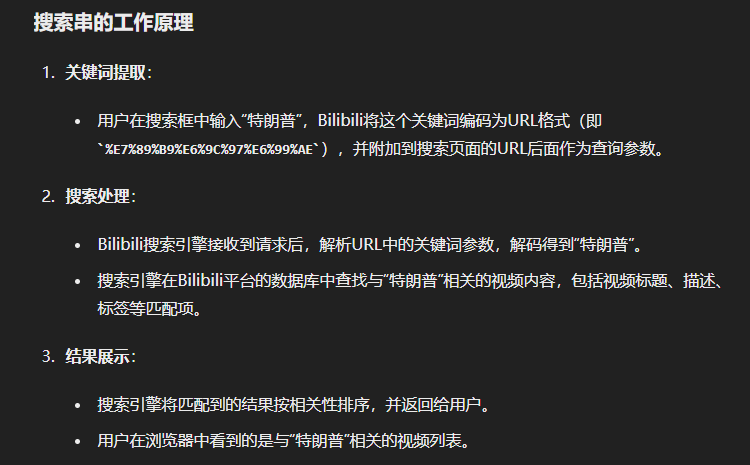 搜索串的工作原理
1. 关键词提取：
• 用户在搜索框中输入“特朗普”，Bilibili将这个关键词编码为URL格式（即
`%E7%89%B9%E6%9C%97%E6%99%AE`），并附加到搜索页面的URL后面作为查询参数。
2. 搜索处理：
• Bilibili搜索引擎接收到请求后，解析URL中的关键词参数，解码得到“特朗普”。
• 搜索引擎在Bilibili平台的数据库中查找与“特朗普”相关的视频内容，包括视频标题、描述、
标签等匹配项。
3. 结果展示：
• 搜索引擎将匹配到的结果按相关性排序，并返回给用户。
• 用户在浏览器中看到的是与“特朗普”相关的视频列表。